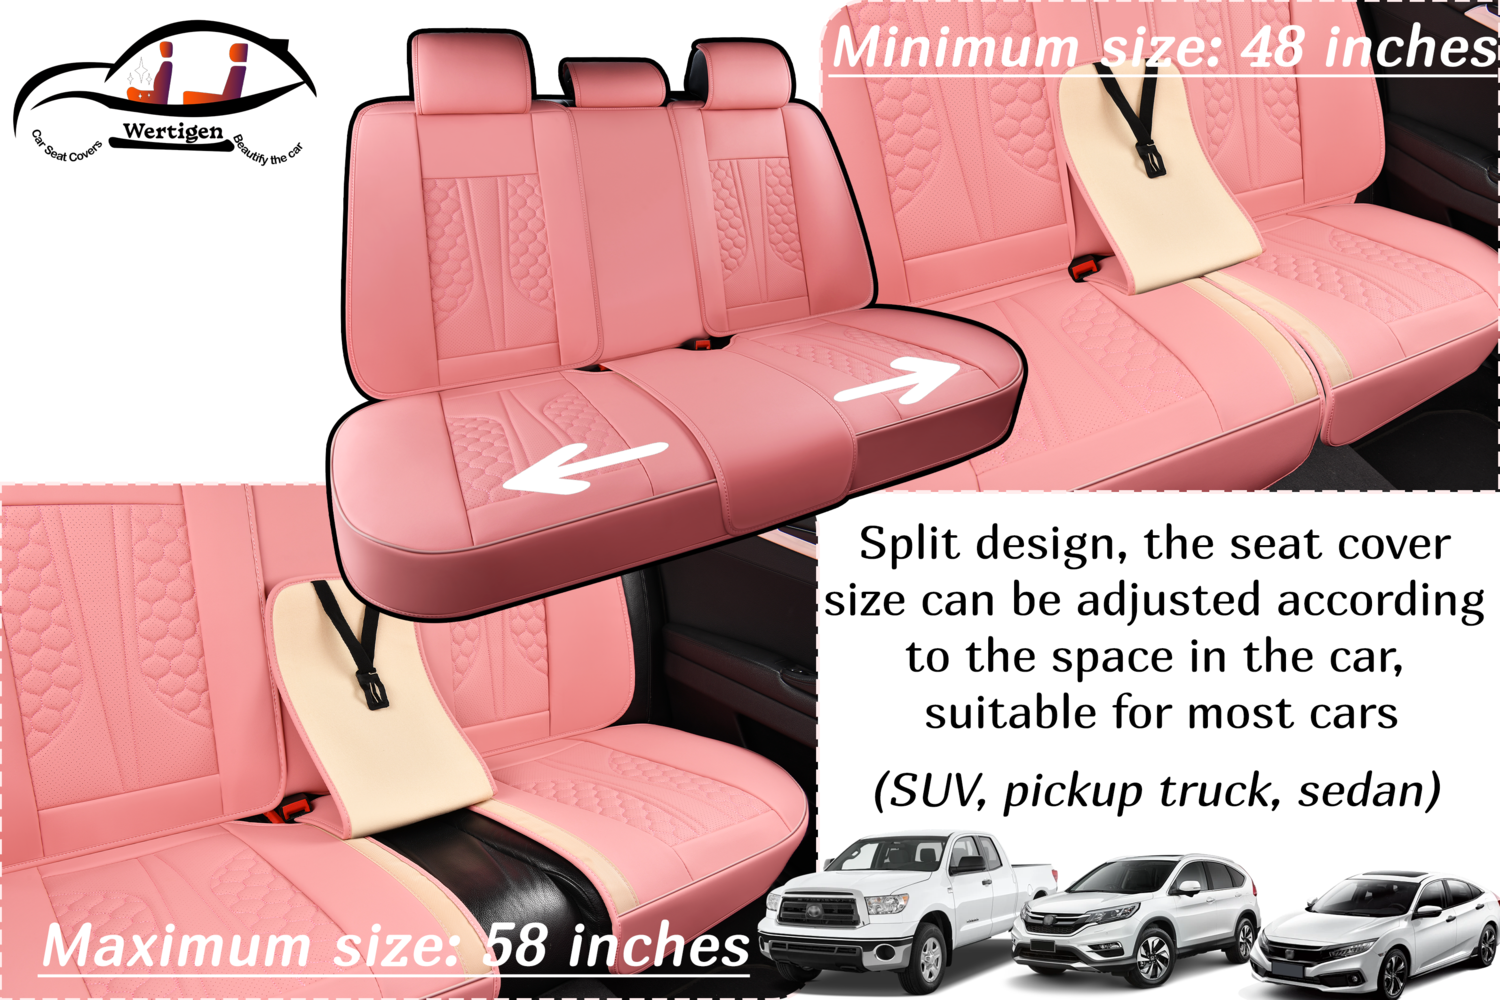 Wertigen
Car Seat Covers
Beautify the car
Minimum size: 48 inches
Split design, the seat cover
size can be adjusted according
to the space in the car,
suitable for most cars
(SUV, pickup truck, sedan)
Maximum size: 58 inches